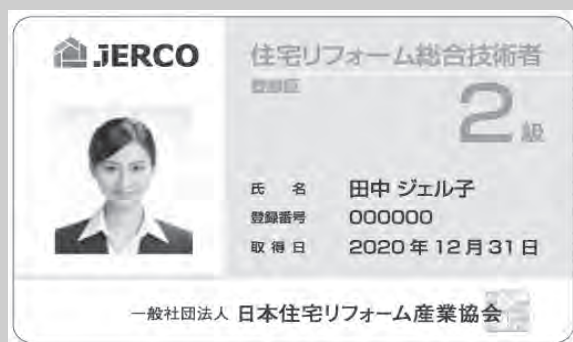 JERCO
住宅リフォーム総合技術者
登録証
2級
氏名 田中 ジェル子
登録番号 000000
取得日 2020年12月31日
一般社団法人 日本住宅リフォーム産業協会